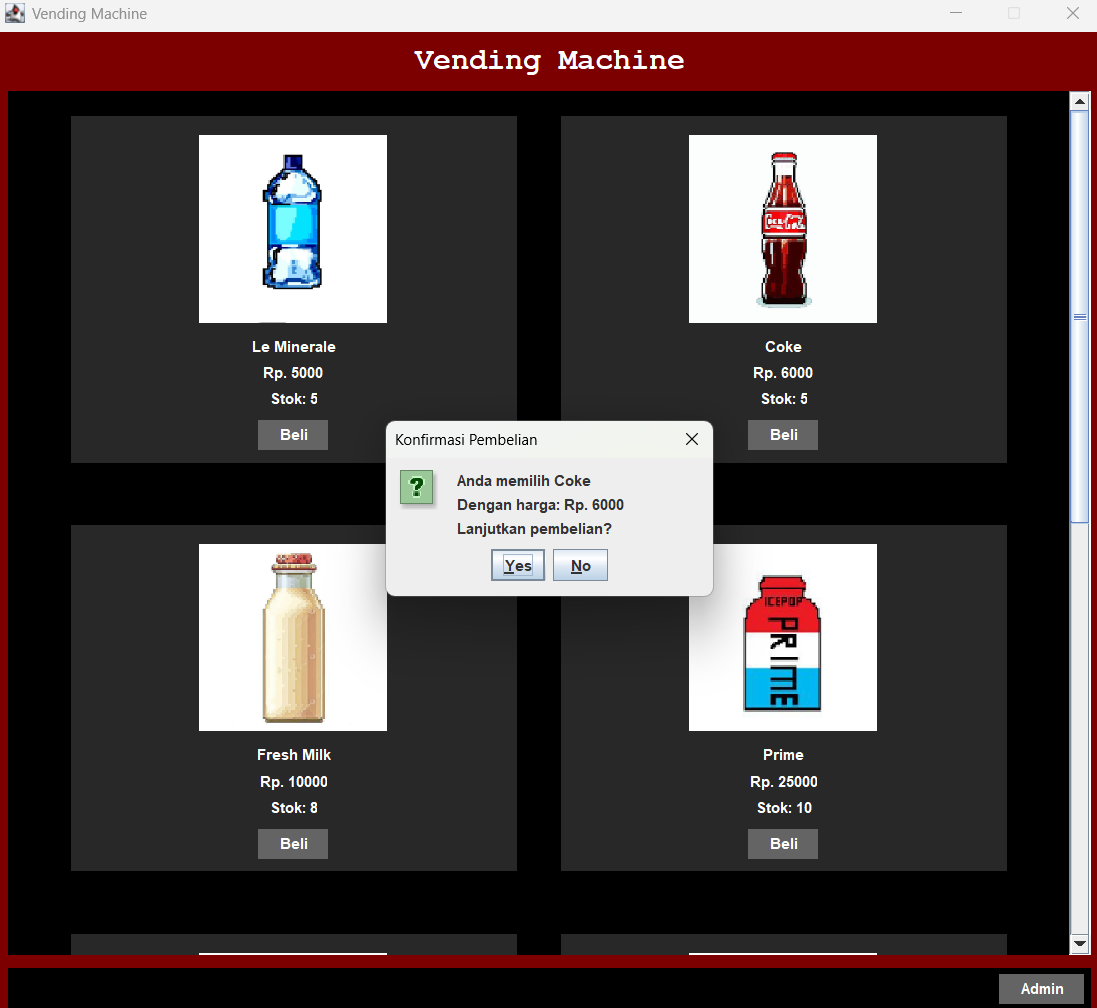 Vending Machine
Vending Machine
Le Minerale
Rp. 5000
Stok: 5
Beli
Coke
Rp. 6000
Stok: 5
Beli
Konfirmasi Pembelian
?
Anda memilih Coke
Dengan harga: Rp. 6000
Lanjutkan pembelian?
Yes
No
Fresh Milk
Rp. 10000
Stok: 8
Beli
ICEPOP
PRIME
Prime
Rp. 25000
Stok: 10
Beli
Admin